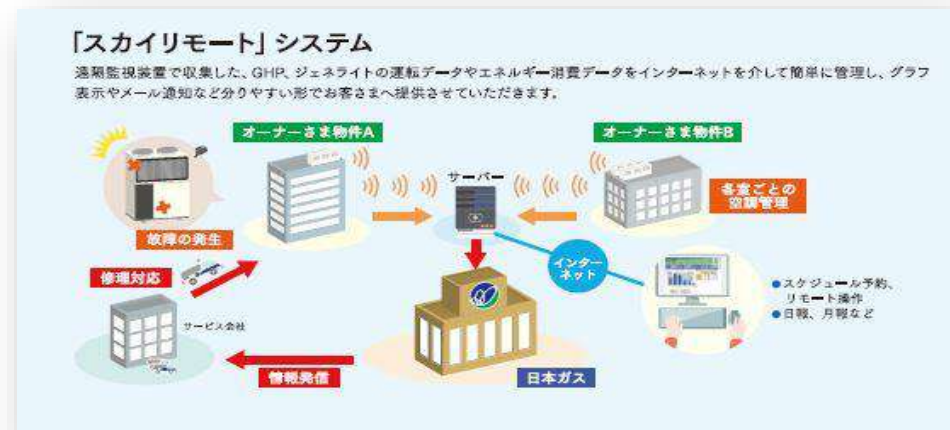 「スカイリモート」システム
遠隔監視装置で収集した、GHP、ジェネライトの運転データやエネルギー消費データをインターネットを介して簡単に管理し、グラフ
表示やメール通知など分りやすい形でお客さまへ提供させていただきます。
オーナーさま物件A
オーナーさま物件B
サーバー
各室ごとの
空調管理
故障の発生
修理対応
インター
ネット
スケジュール予約、
リモート操作
日報、月報など
サービス会社
情報発信
日本ガス